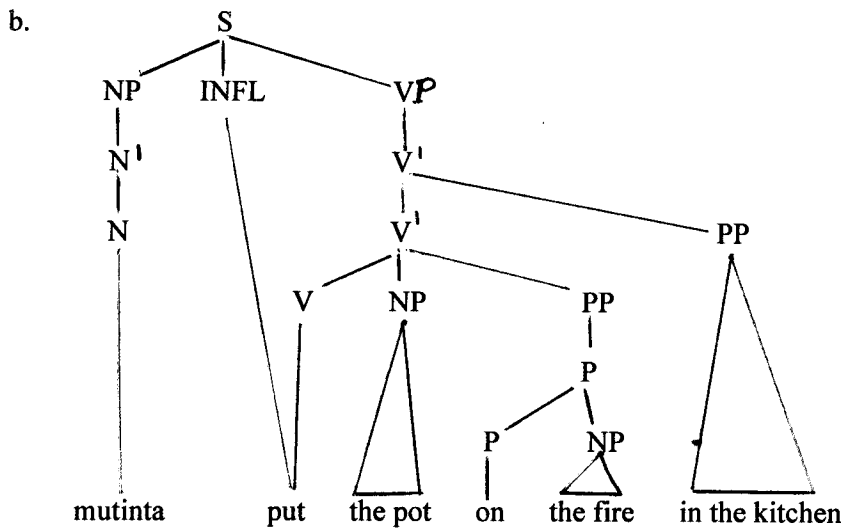 b.
S
NP INFL VP
N' V'
N V' PP
V NP PP
P
P NP
mutinta put the pot on the fire in the kitchen